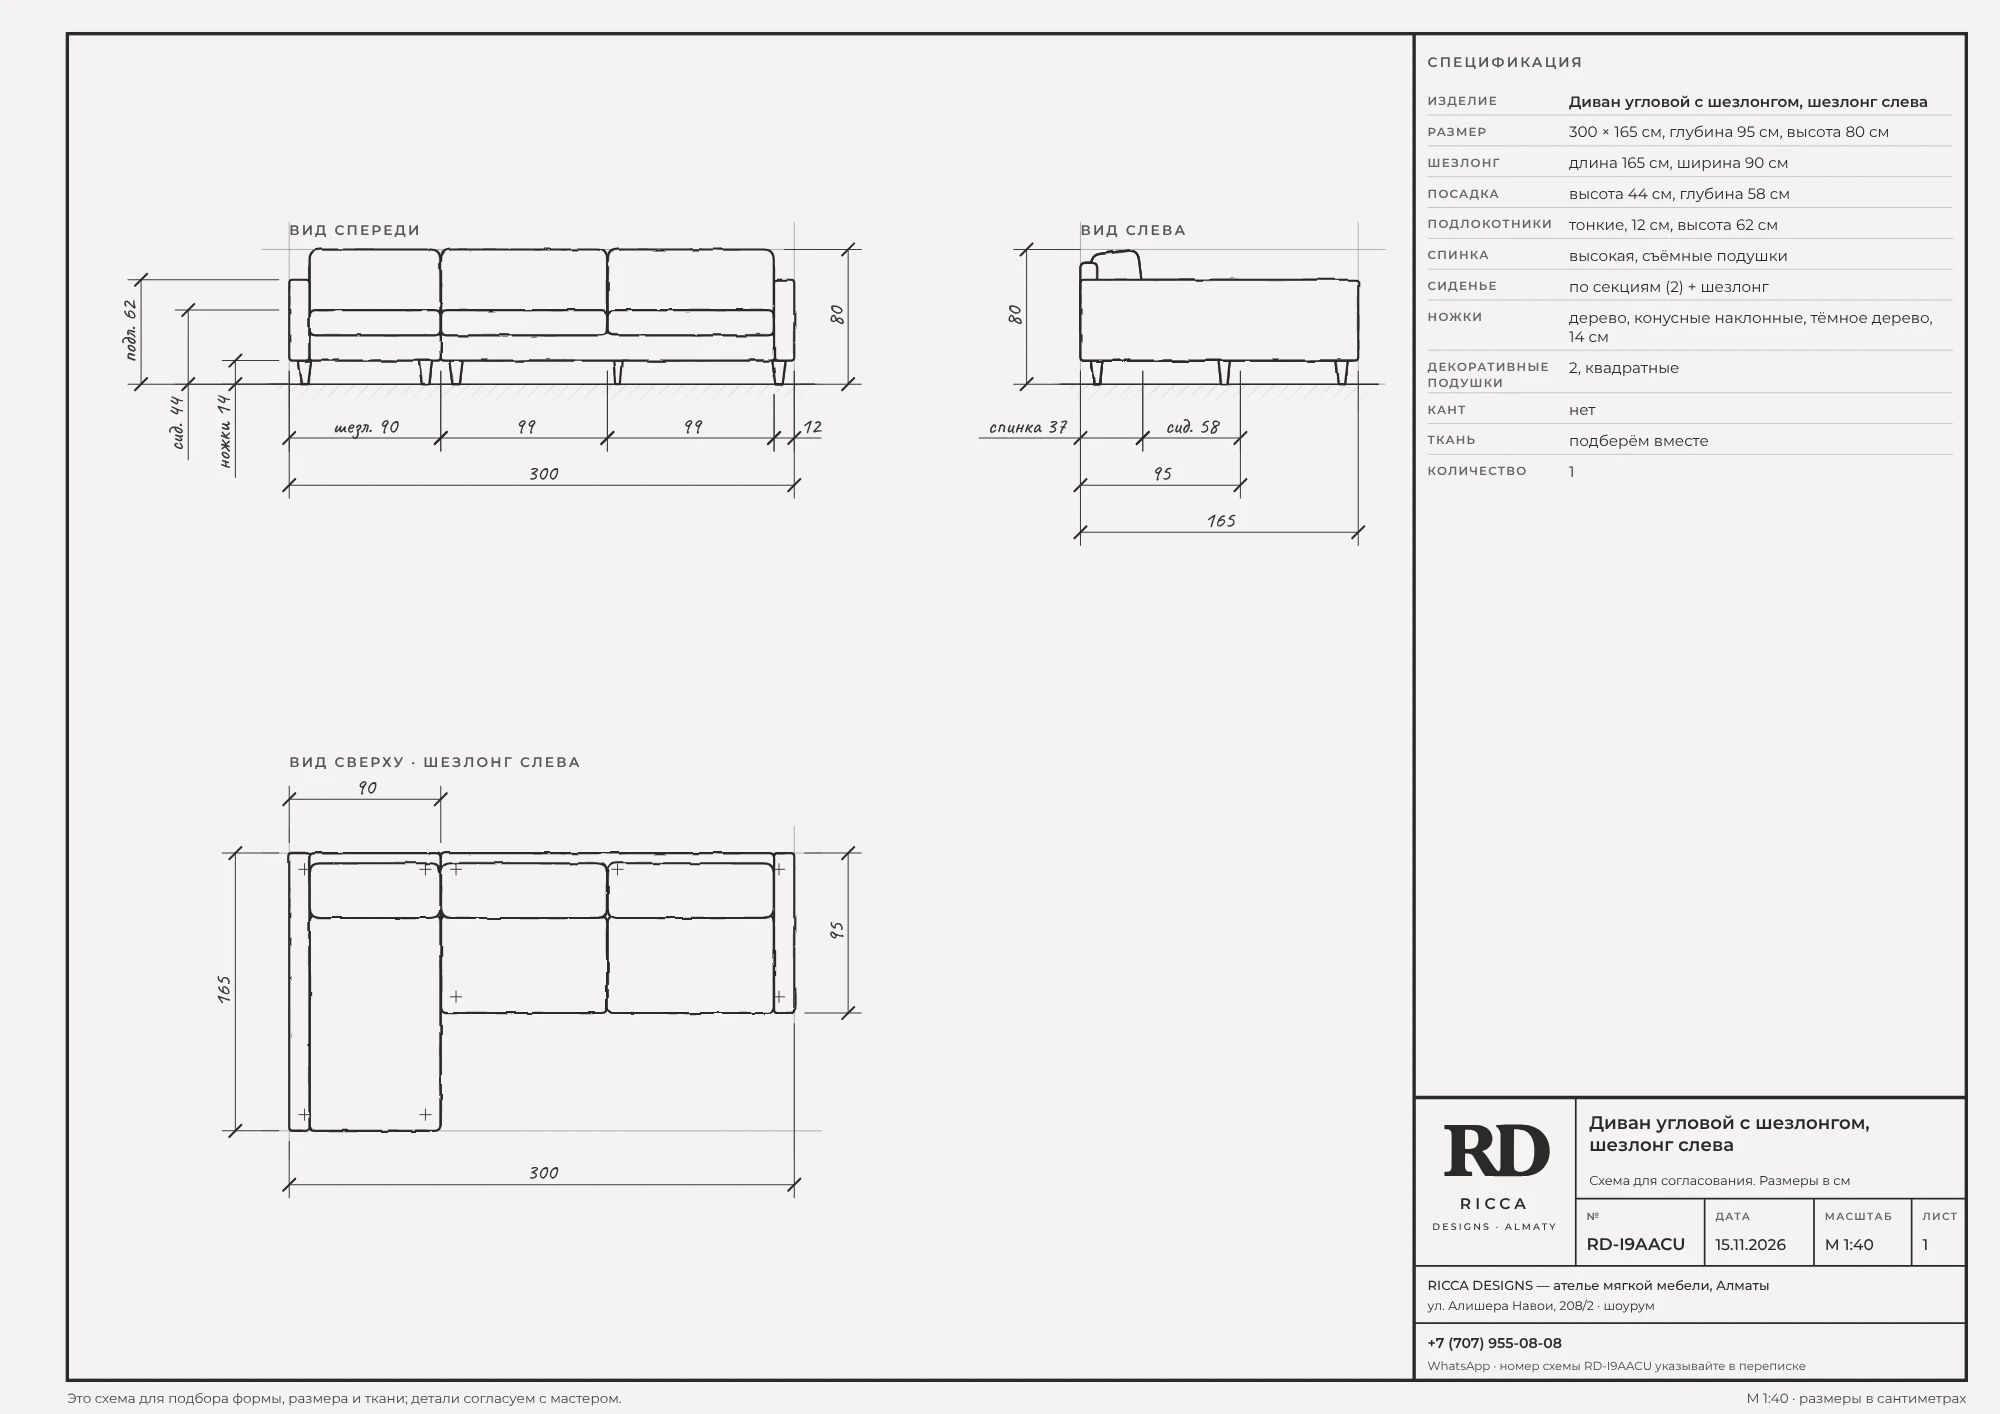 СПЕЦИФИКАЦИЯ
ИЗДЕЛИЕ Диван угловой с шезлонгом, шезлонг слева
РАЗМЕР 300 × 165 см, глубина 95 см, высота 80 см
ШЕЗЛОНГ длина 165 см, ширина 90 см
ПОСАДКА высота 44 см, глубина 58 см
ПОДЛОКОТНИКИ тонкие, 12 см, высота 62 см
СПИНКА высокая, съёмные подушки
СИДЕНЬЕ по секциям (2) + шезлонг
НОЖКИ дерево, конусные наклонные, тёмное дерево,
14 см
ДЕКОРАТИВНЫЕ
ПОДУШКИ
2, квадратные
КАНТ нет
ТКАНЬ подберём вместе
КОЛИЧЕСТВО 1
ВИД СПЕРЕДИ
подл. 62
сид. 44
ножки 14
80
шезл. 90
99
99
12
300
ВИД СЛЕВА
80
спинка 37
сид. 58
95
165
ВИД СВЕРХУ · ШЕЗЛОНГ СЛЕВА
90
165
95
300
RD
RICCA
DESIGNS · ALMATY
Диван угловой с шезлонгом,
шезлонг слева
Схема для согласования. Размеры в см
№ ДАТА МАСШТАБ ЛИСТ
RD-I9AACU 15.11.2026 М 1:40 1
RICCA DESIGNS — ателье мягкой мебели, Алматы
ул. Алишера Навои, 208/2 · шоурум
+7 (707) 955-08-08
WhatsApp · номер схемы RD-I9AACU указывайте в переписке
Это схема для подбора формы, размера и ткани; детали согласуем с мастером.
М 1:40 · размеры в сантиметрах